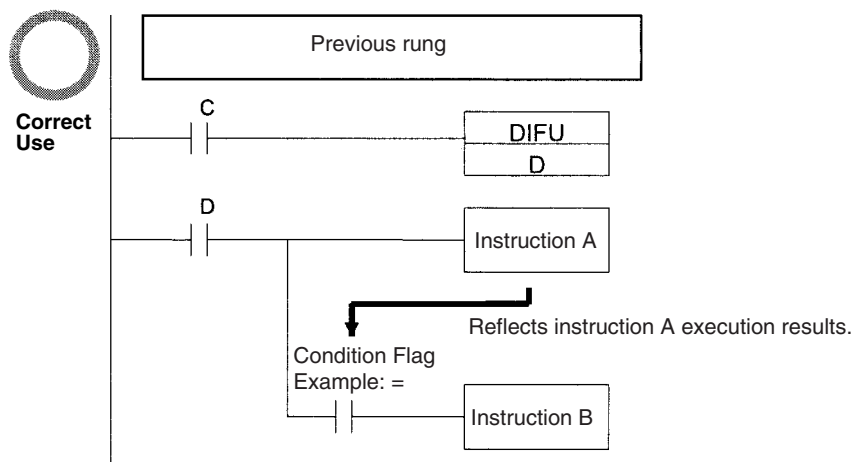 Previous rung
Correct
Use
C
DIFU
D
D
Instruction A
Reflects instruction A execution results.
Condition Flag
Example: =
Instruction B